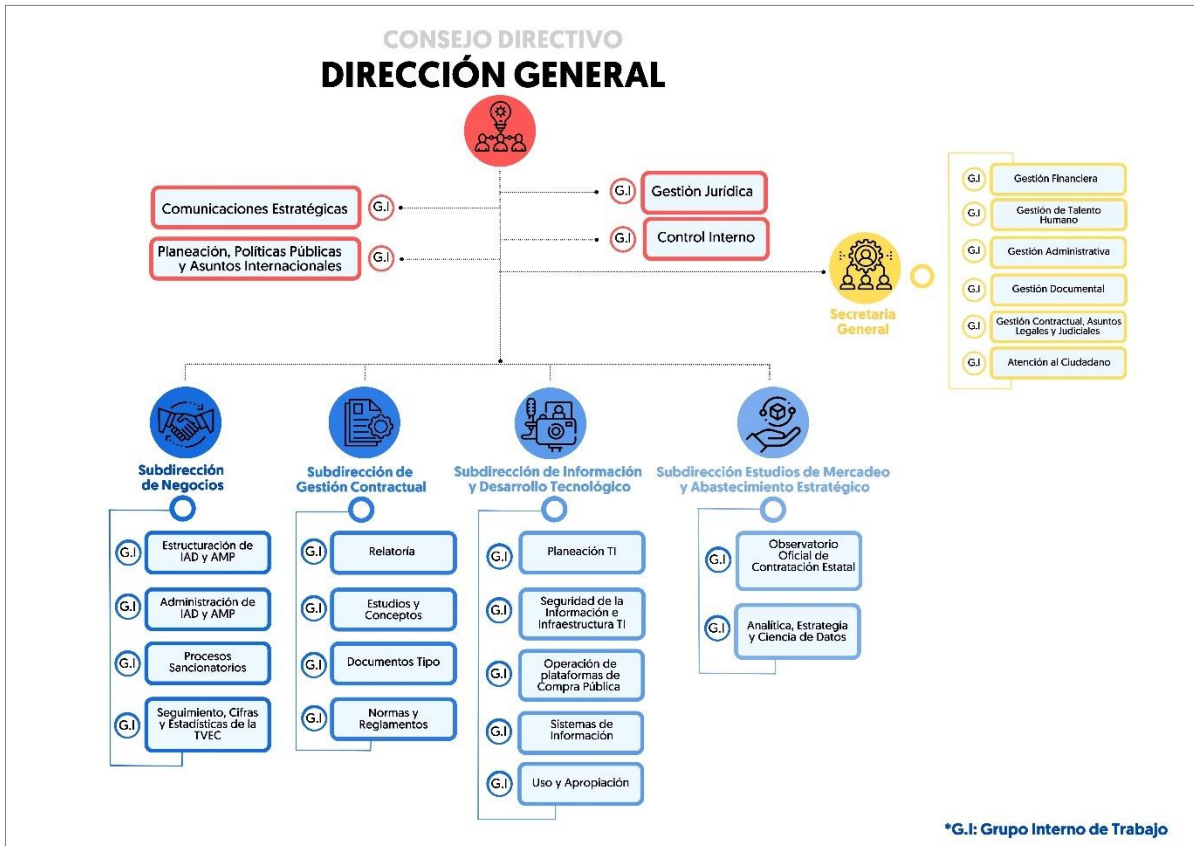 CONSEJO DIRECTIVO
DIRECCIÓN GENERAL
Comunicaciones Estratégicas
G.I
Planeación, Políticas Públicas
y Asuntos Internacionales
G.I
G.I
Gestión Jurídica
G.I
Control Interno
Secretaria
General
G.I
Gestión Financiera
G.I
Gestión de Talento
Humano
G.I
Gestión Administrativa
G.I
Gestión Documental
G.I
Gestión Contractual, Asuntos
Legales y Judiciales
G.I
Atención al Ciudadano
Subdirección
de Negocios
G.I
Estructuración de
IAD y AMP
G.I
Administración de
IAD y AMP
G.I
Procesos
Sancionatorios
G.I
Seguimiento, Cifras
y Estadísticas de la
TVEC
Subdirección de
Gestión Contractual
G.I
Relatoría
G.I
Estudios y
Conceptos
G.I
Documentos Tipo
G.I
Normas y
Reglamentos
Subdirección de Información
y Desarrollo Tecnológico
G.I
Planeación TI
G.I
Seguridad de la
Información e
Infraestructura TI
G.I
Operación de
plataformas de
Compra Pública
G.I
Sistemas de
Información
G.I
Uso y Apropiación
Subdirección Estudios de Mercadeo
y Abastecimiento Estratégico
G.I
Observatorio
Oficial de
Contratación Estatal
G.I
Analítica, Estrategia
y Ciencia de Datos
*G.I: Grupo Interno de Trabajo